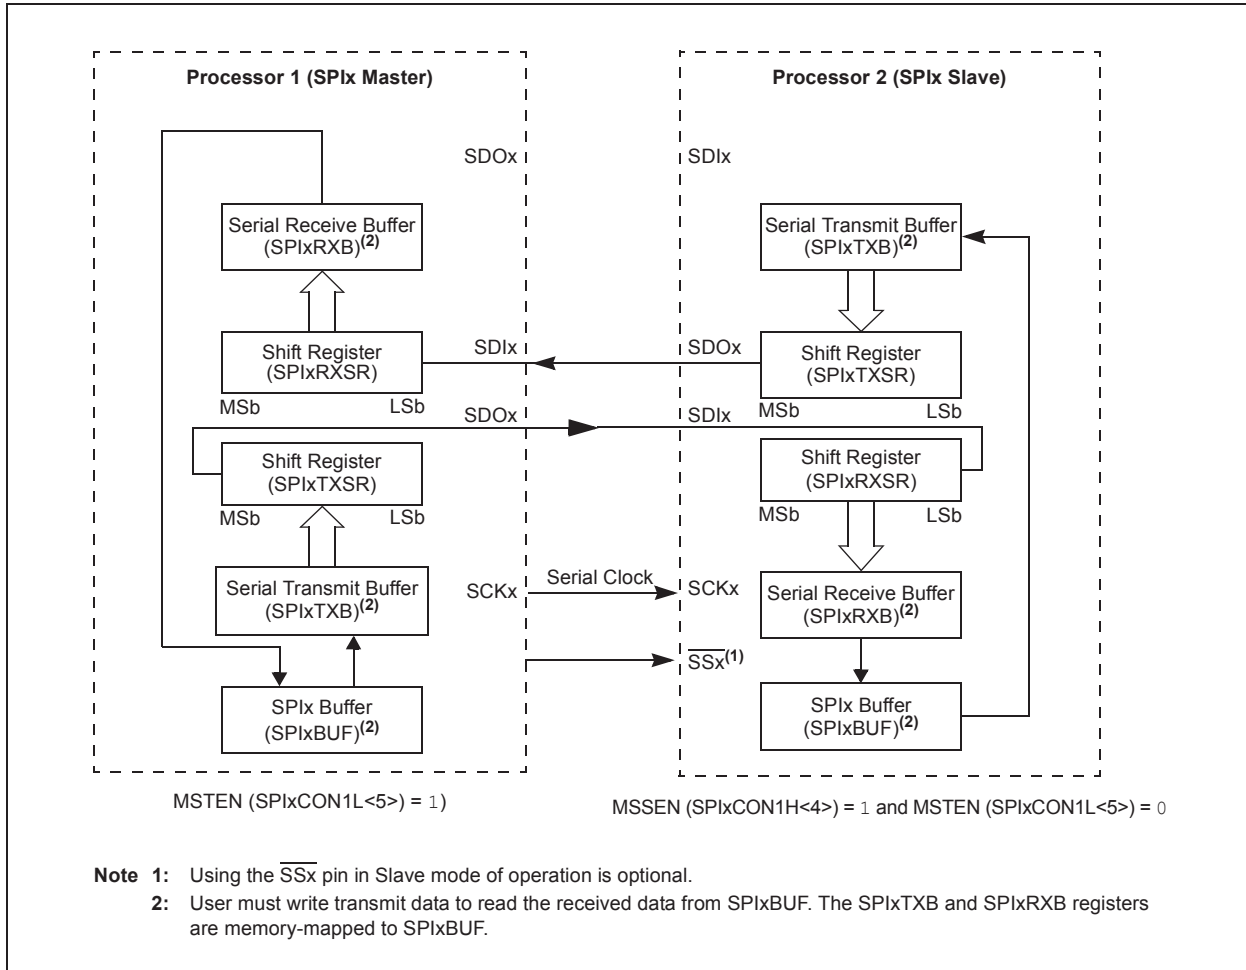 Processor 1 (SPIx Master)
Processor 2 (SPIx Slave)
SDOx
SDIx
Serial Receive Buffer
(SPIxRXB)(2)
Serial Transmit Buffer
(SPIxTXB)(2)
Shift Register
(SPIxRXSR)
SDIx
SDOx
Shift Register
(SPIxTXSR)
MSb
LSb
MSb
LSb
SDOx
SDIx
Shift Register
(SPIxTXSR)
Shift Register
(SPIxRXSR)
MSb
LSb
MSb
LSb
Serial Transmit Buffer
(SPIxTXB)(2)
SCKx
Serial Clock
SCKx
Serial Receive Buffer
(SPIxRXB)(2)
SSx(1)
SPIx Buffer
(SPIxBUF)(2)
SPIx Buffer
(SPIxBUF)(2)
MSTEN (SPIxCON1L<5>) = 1)
MSSEN (SPIxCON1H<4>) = 1 and MSTEN (SPIxCON1L<5>) = 0
Note 1: Using the SSx pin in Slave mode of operation is optional.
2: User must write transmit data to read the received data from SPIxBUF. The SPIxTXB and SPIxRXB registers
are memory-mapped to SPIxBUF.